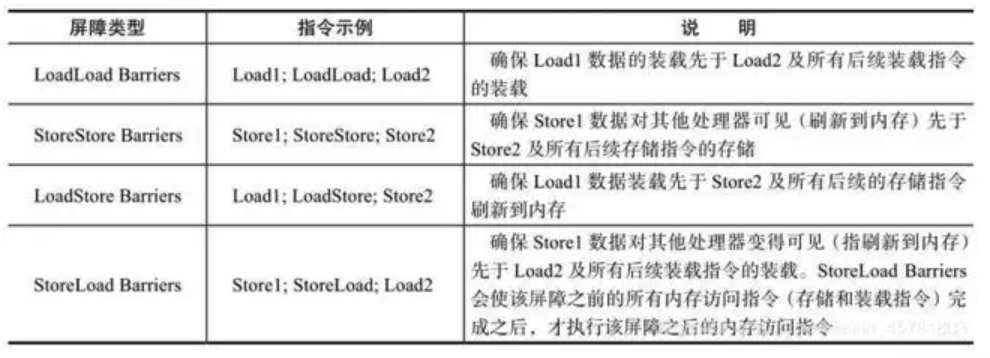 屏障类型 指令示例 说 明
LoadLoad Barriers Load1; LoadLoad; Load2 确保 Load1 数据的装载先于 Load2 及所有后续装载指令
的装载
StoreStore Barriers Store1; StoreStore; Store2 确保 Store1 数据对其他处理器可见（刷新到内存）先于
Store2 及所有后续存储指令的存储
LoadStore Barriers Load1; LoadStore; Store2 确保 Load1 数据装载先于 Store2 及所有后续的存储指令
刷新到内存
StoreLoad Barriers Store1; StoreLoad; Load2 确保 Store1 数据对其他处理器变得可见（指刷新到内存）
先于 Load2 及所有后续装载指令的装载。StoreLoad Barriers
会使该屏障之前的所有内存访问指令（存储和装载指令）完
成之后，才执行该屏障之后的内存访问指令